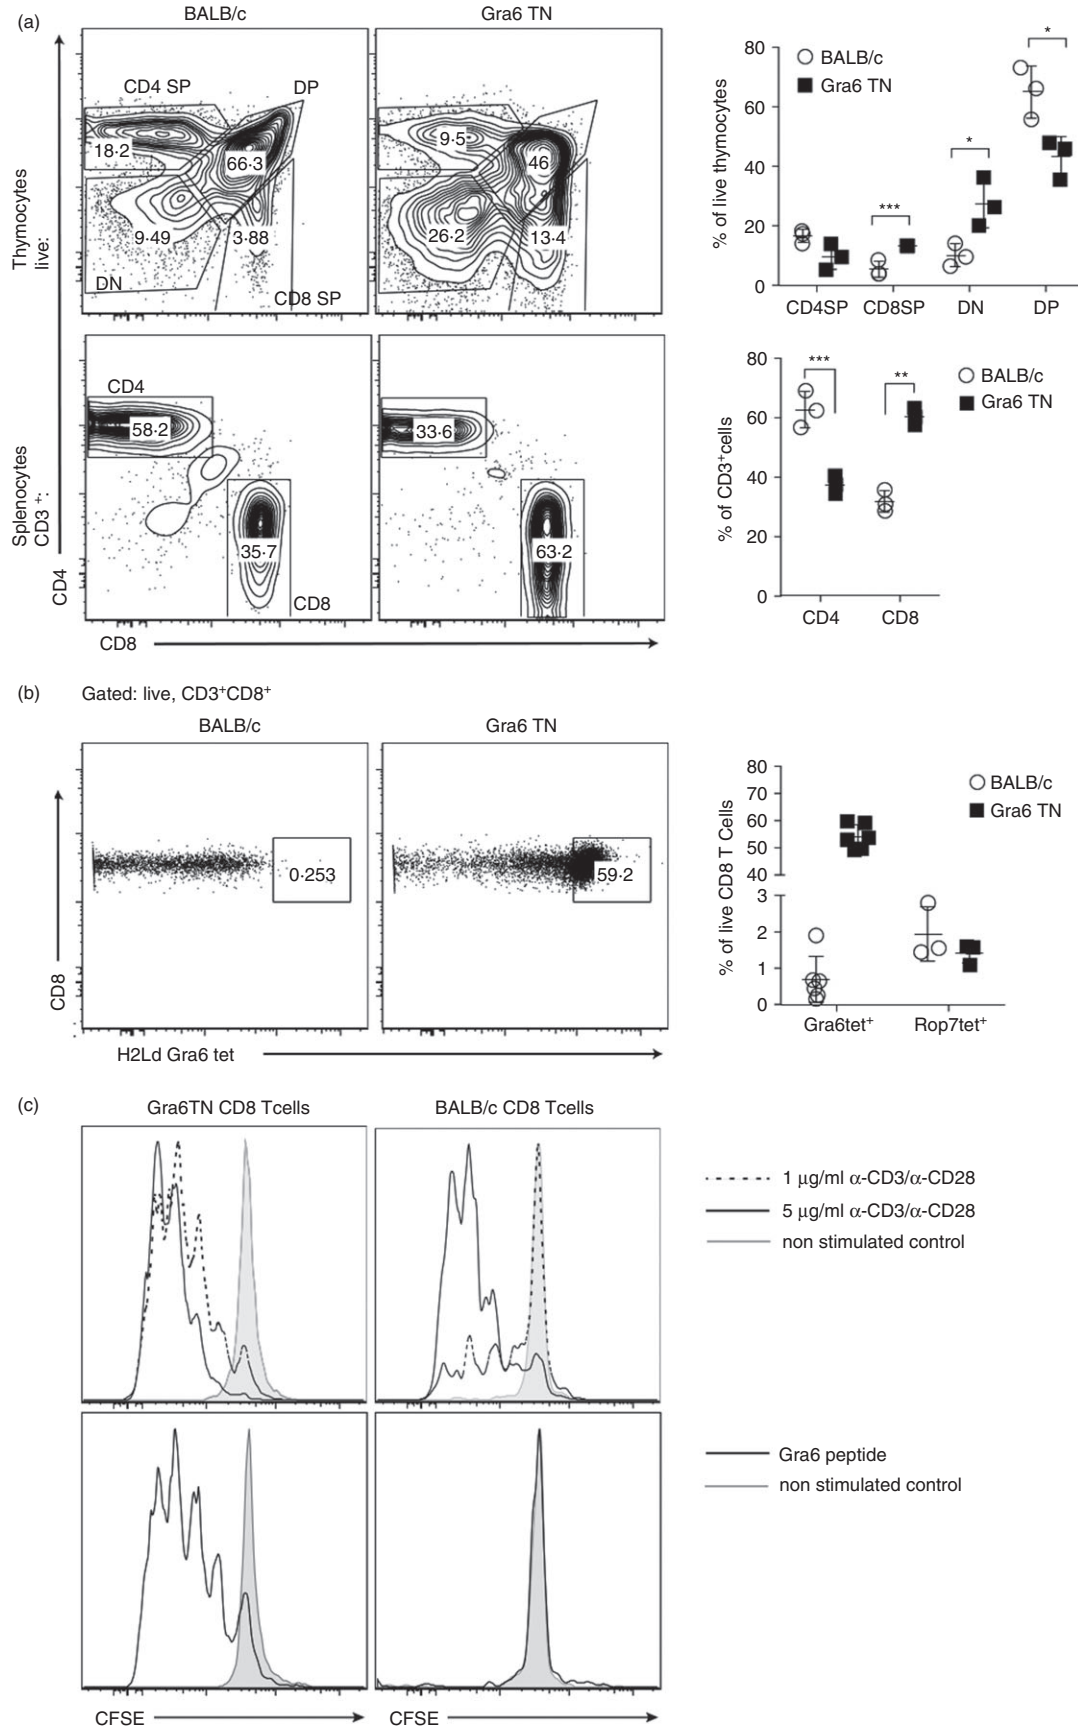 (a)
BALB/c
Gra6 TN
Thymocytes
live:
CD4 SP
DP
18·2
66·3
9·49
3·88
DN
CD8 SP
9·5
46
26·2
13·4
% of live thymocytes
80
60
40
20
0
BALB/c
Gra6 TN
***
*
*
CD4SP
CD8SP
DN
DP
Splenocytes
CD3 +:
CD4
58·2
35·7
CD8
33·6
63·2
CD4
CD8
% of CD3+cells
80
60
40
20
0
***
**
BALB/c
Gra6 TN
CD4
CD8
(b)
Gated: live, CD3+CD8+
BALB/c
Gra6 TN
0·253
59·2
CD8
H2Ld Gra6 tet
% of live CD8 T Cells
80
70
60
50
40
3
2
1
0
BALB/c
Gra6 TN
Gra6tet+
Rop7tet+
(c)
Gra6TN CD8 Tcells
BALB/c CD8 Tcells
1 μg/ml α-CD3/α-CD28
5 μg/ml α-CD3/α-CD28
non stimulated control
Gra6 peptide
non stimulated control
CFSE
CFSE